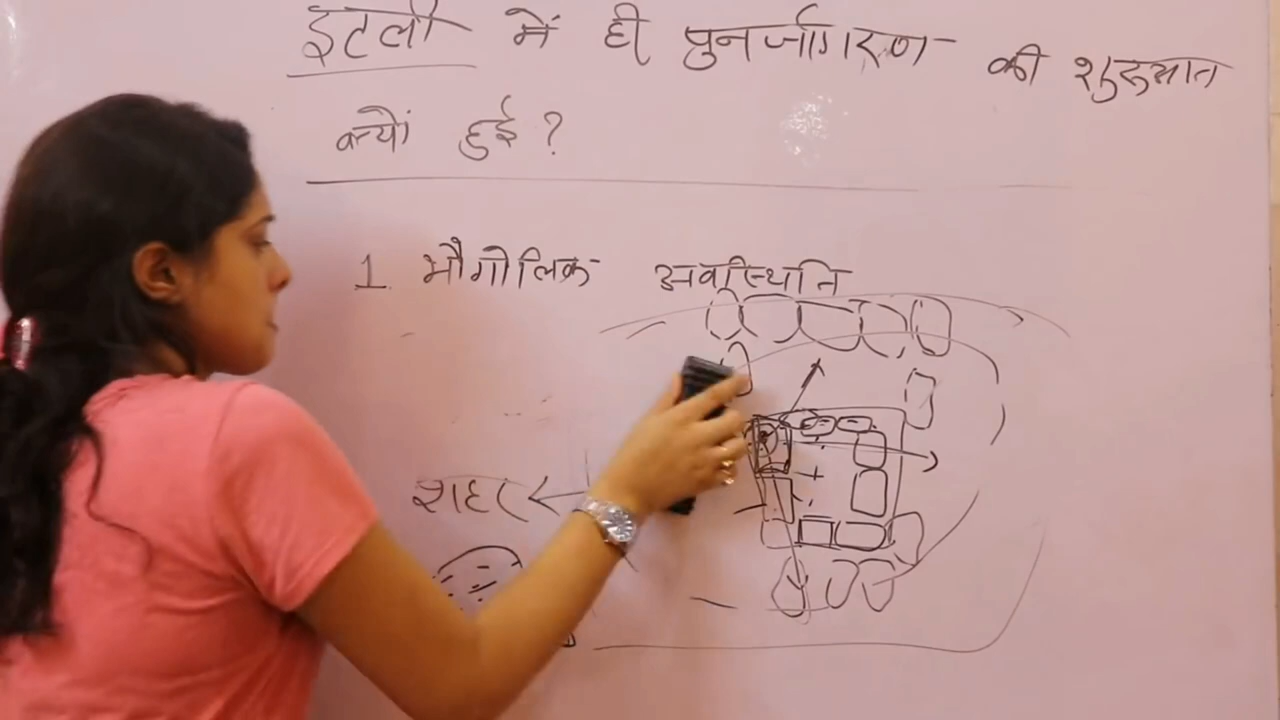 इटली में ही पुनर्जागरण की शुरुआत
क्यों हुई ?
1. भौगोलिक अवस्थिति
शहर